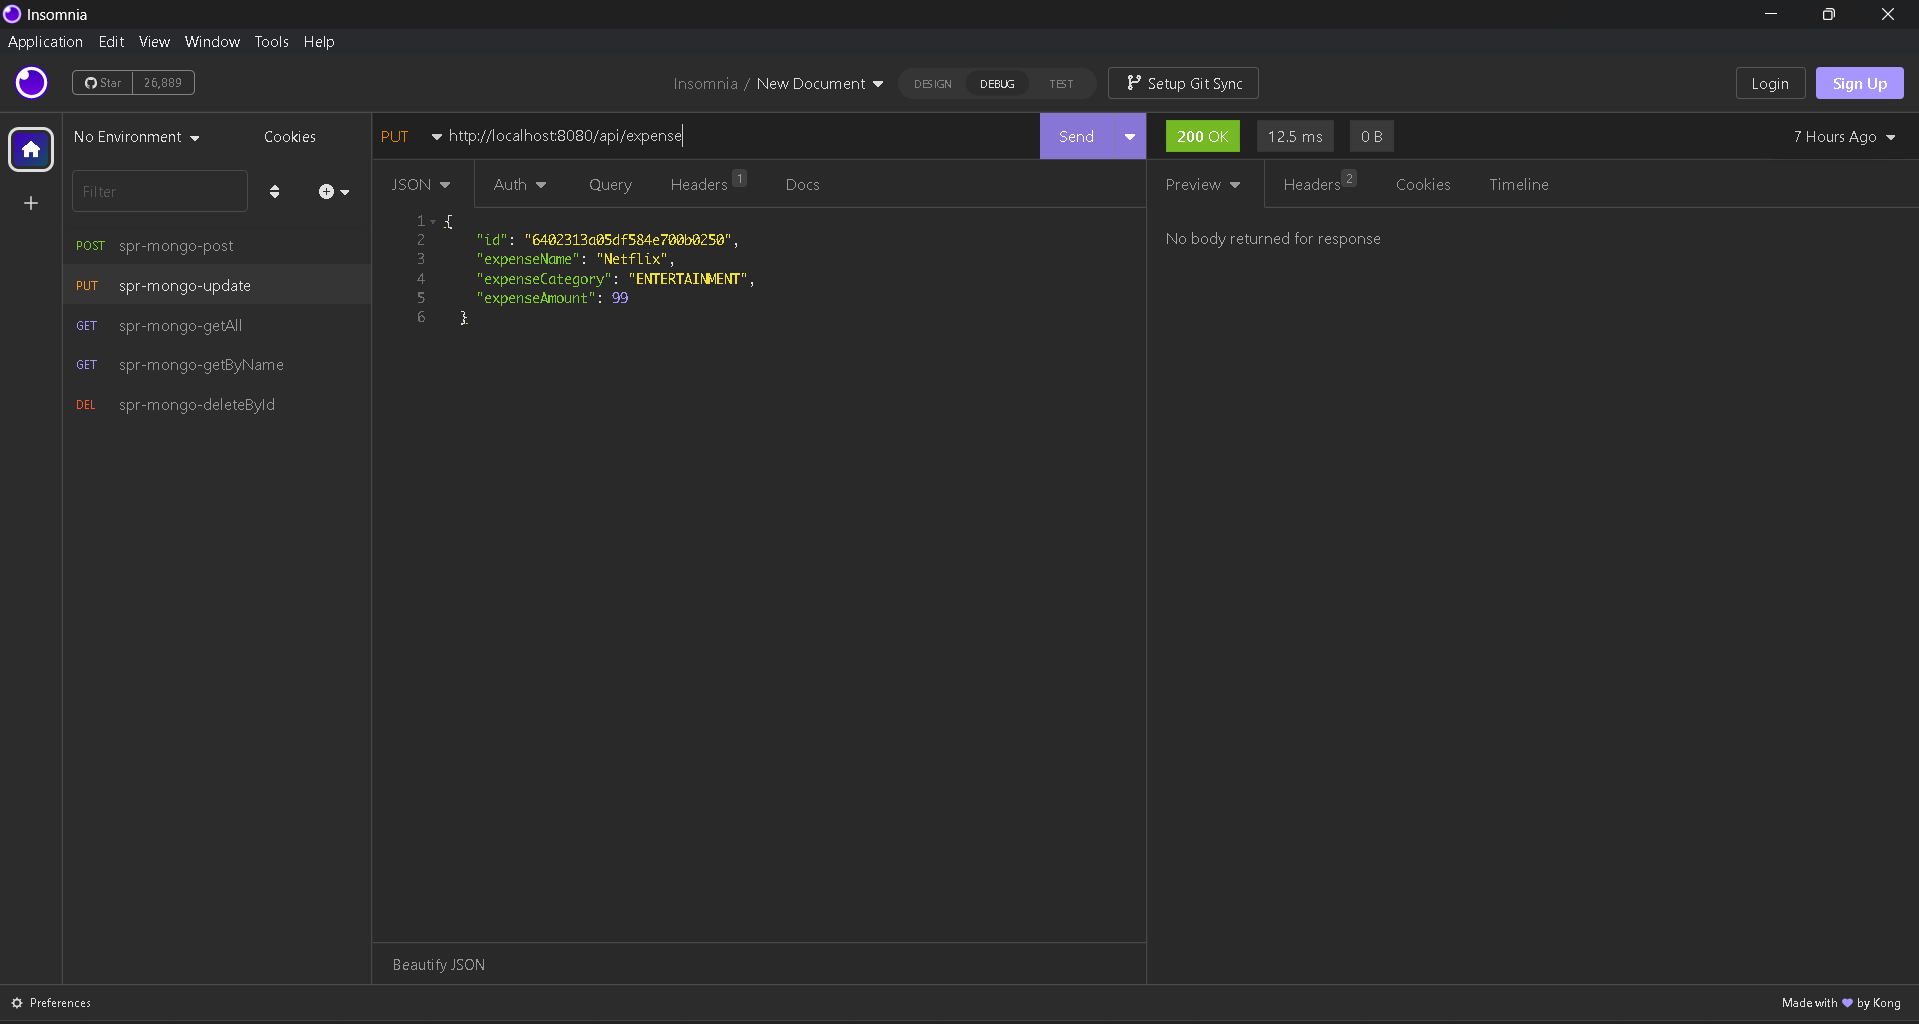 Insomnia
Application Edit View Window Tools Help
Star 26,889
Insomnia / New Document
DESIGN DEBUG TEST
Setup Git Sync
Login
Sign Up
No Environment
Cookies
Filter
POST spr-mongo-post
PUT spr-mongo-update
GET spr-mongo-getAll
GET spr-mongo-getByName
DEL spr-mongo-deleteById
PUT http://localhost:8080/api/expense
Send
JSON Auth Query Headers 1 Docs
1 {
2 "id": "6402313a05df584e700b0250",
3 "expenseName": "Netflix",
4 "expenseCategory": "ENTERTAINMENT",
5 "expenseAmount": 99
6 }
Beautify JSON
200 OK 12.5 ms 0 B
7 Hours Ago
Preview Headers 2 Cookies Timeline
No body returned for response
Preferences
Made with 💜 by Kong